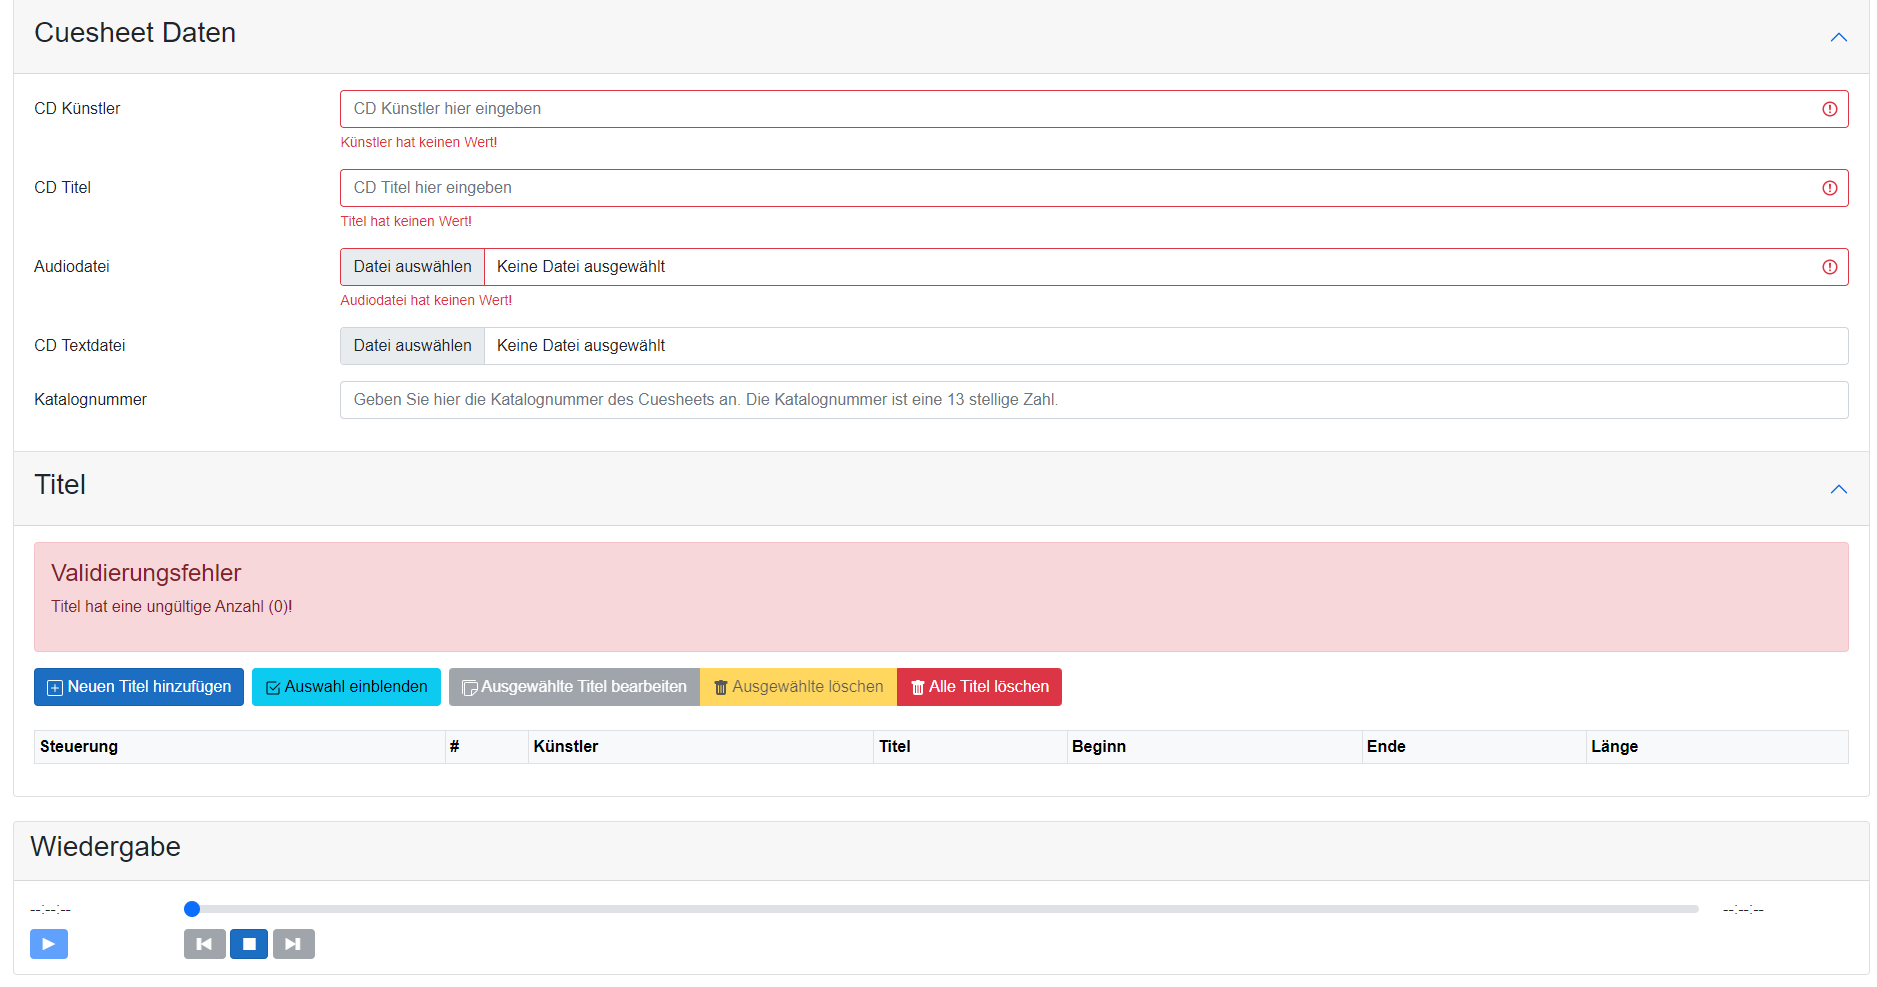 Cuesheet Daten
CD Künstler
CD Künstler hier eingeben
Künstler hat keinen Wert!
CD Titel
CD Titel hier eingeben
Titel hat keinen Wert!
Audiodatei
Datei auswählen Keine Datei ausgewählt
Audiodatei hat keinen Wert!
CD Textdatei
Datei auswählen Keine Datei ausgewählt
Katalognummer
Geben Sie hier die Katalognummer des Cuesheets an. Die Katalognummer ist eine 13 stellige Zahl.
Titel
Validierungsfehler
Titel hat eine ungültige Anzahl (0)!
Neuen Titel hinzufügen Auswahl einblenden Ausgewählte Titel bearbeiten Ausgewählte löschen Alle Titel löschen
Steuerung # Künstler Titel Beginn Ende Länge
Wiedergabe
--:--:-- --:--:--